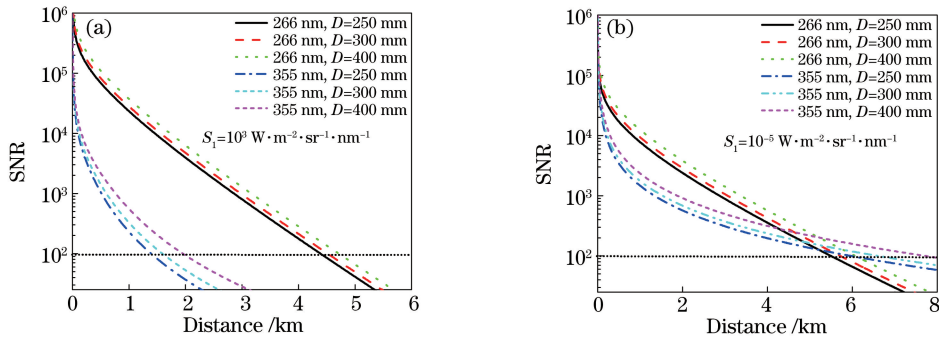 (a)
266 nm, D=250 mm
266 nm, D=300 mm
266 nm, D=400 mm
355 nm, D=250 mm
355 nm, D=300 mm
355 nm, D=400 mm
S₁=10³ W·m⁻²·sr⁻¹·nm⁻¹
SNR
10⁶
10⁵
10⁴
10³
10²
0 1 2 3 4 5 6
Distance /km
(b)
266 nm, D=250 mm
266 nm, D=300 mm
266 nm, D=400 mm
355 nm, D=250 mm
355 nm, D=300 mm
355 nm, D=400 mm
S₁=10⁻⁵ W·m⁻²·sr⁻¹·nm⁻¹
SNR
10⁶
10⁵
10⁴
10³
10²
0 2 4 6 8
Distance /km